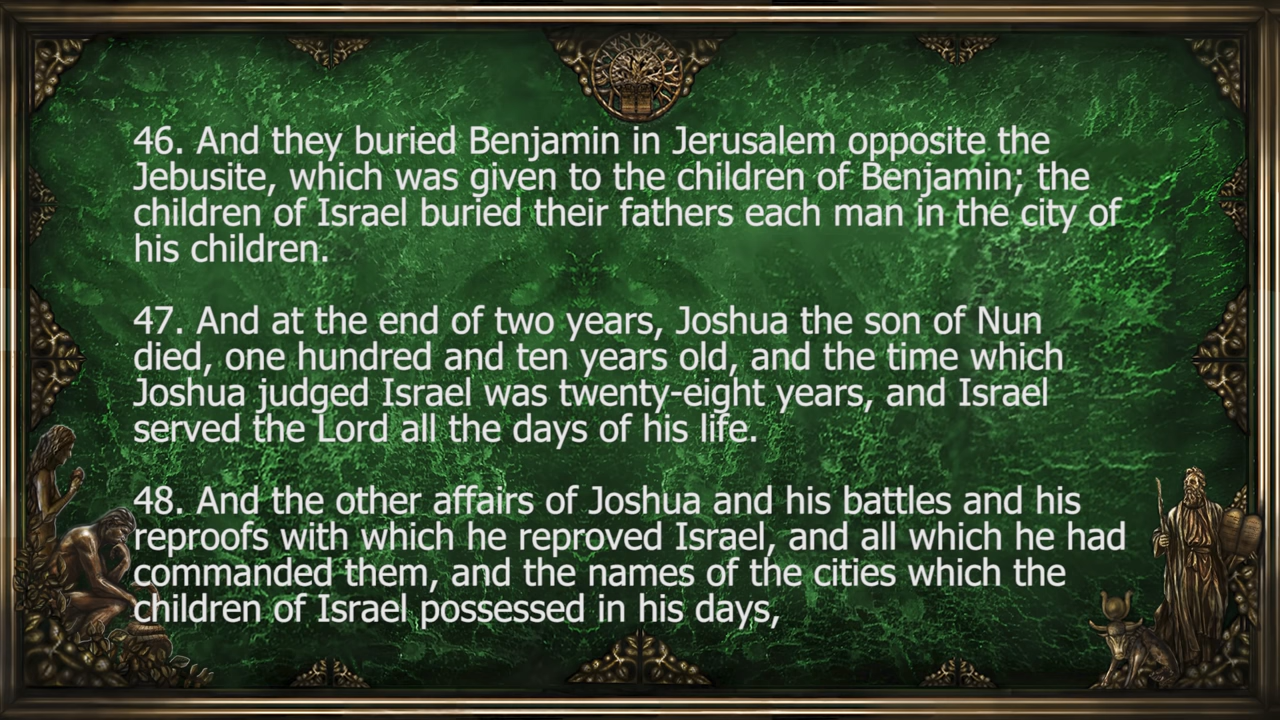 46. And they buried Benjamin in Jerusalem opposite the
Jebusite, which was given to the children of Benjamin; the
children of Israel buried their fathers each man in the city of
his children.
47. And at the end of two years, Joshua the son of Nun
died, one hundred and ten years old, and the time which
Joshua judged Israel was twenty-eight years, and Israel
served the Lord all the days of his life.
48. And the other affairs of Joshua and his battles and his
reproofs with which he reproved Israel, and all which he had
commanded them, and the names of the cities which the
children of Israel possessed in his days,